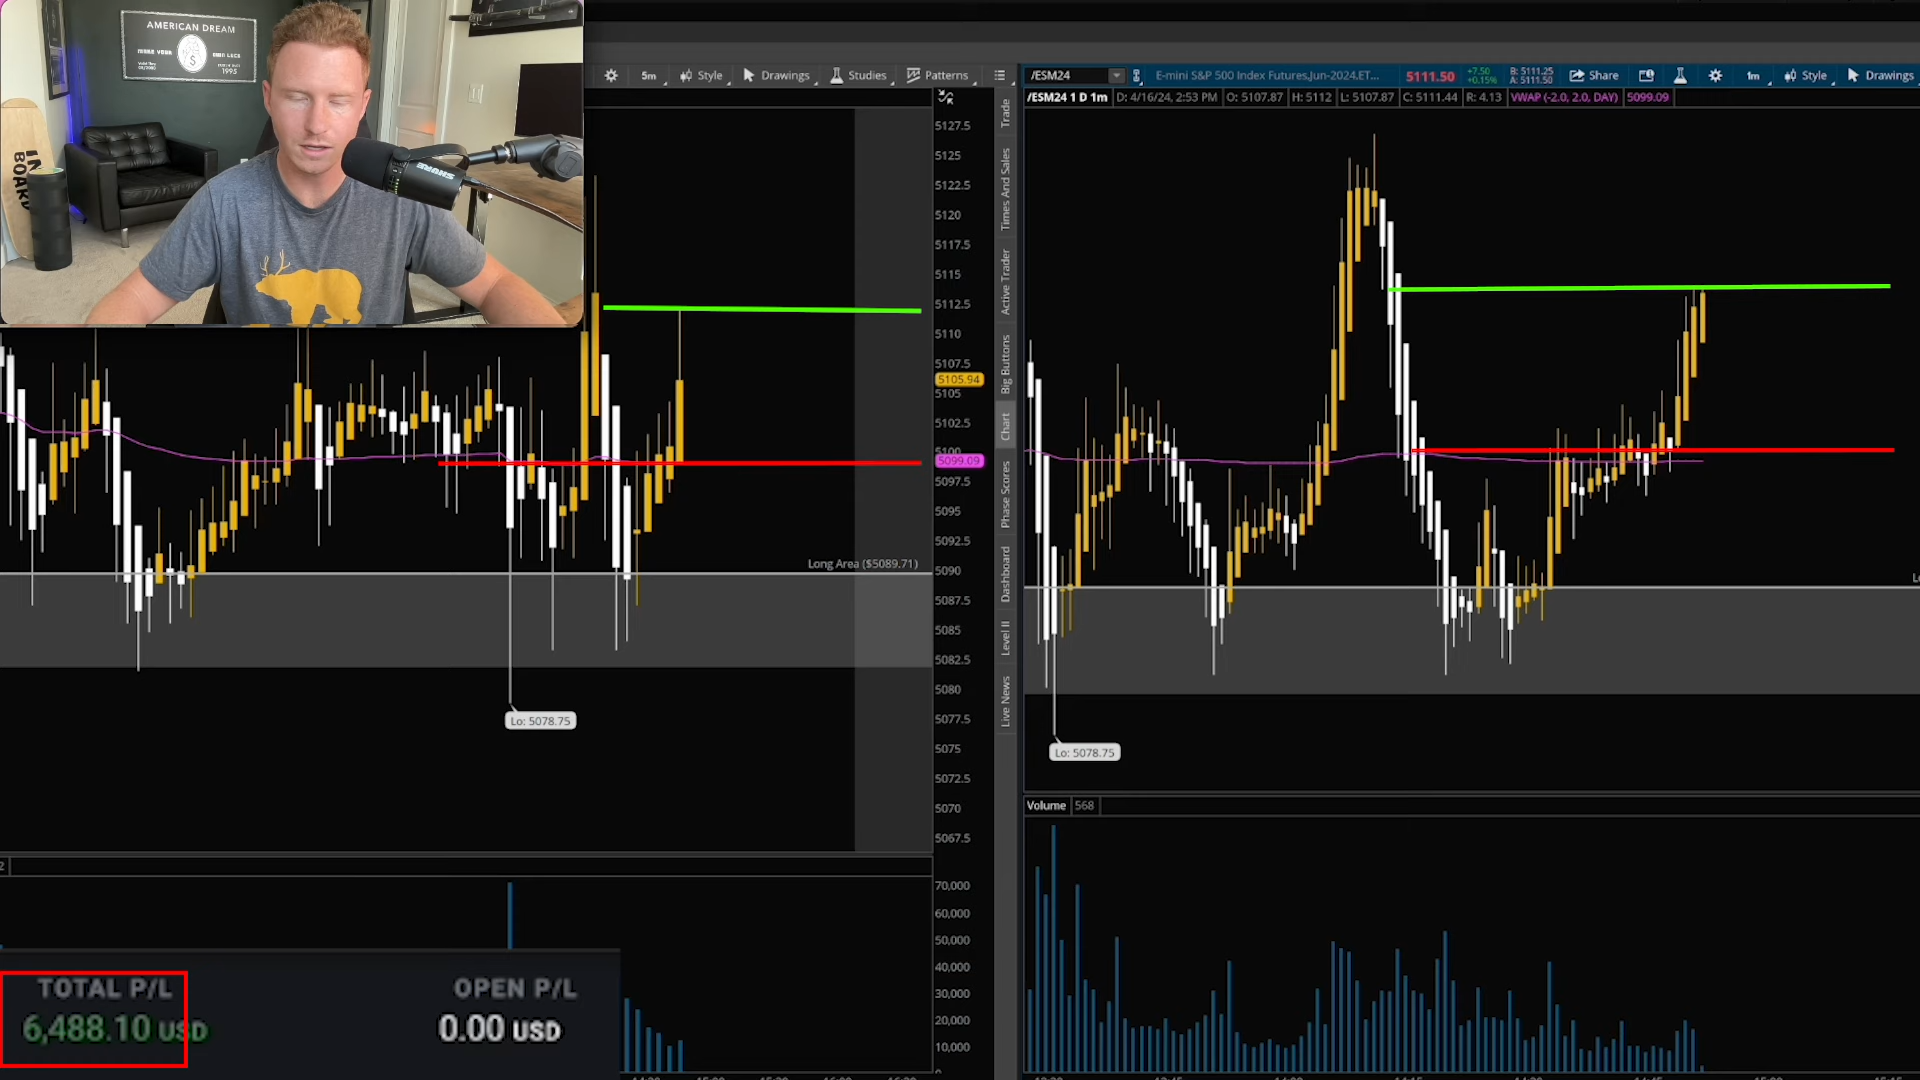 AMERICAN DREAM
1995
5m
Style
Drawings
Studies
Patterns
/ESM24
E-mini S&P 500 Index Futures,Jun-2024,ET...
5111.50
+7.50
+0.15%
B: 5111.25
A: 5111.50
Share
1m
Style
Drawings
/ESM24 1 D 1m
D: 4/16/24, 2:53 PM
O: 5107.87
H: 5112
L: 5107.87
C: 5111.44
R: 4.13
VWAP (-2.0, 2.0, DAY)
5099.09
SHURE
5127.5
5125
5122.5
5120
5117.5
5115
5112.5
5110
5107.5
5105.94
5105
5102.5
5100
5099.09
5097.5
5095
5092.5
5090
5087.5
5085
5082.5
5080
5077.5
5075
5072.5
5070
5067.5
Long Area ($5089.71)
Lo: 5078.75
Trade
Times And Sales
Active Trader
Big Buttons
Chart
Phase Scores
Dashboard
Level II
Live News
Lo: 5078.75
Volume
568
70,000
60,000
50,000
40,000
30,000
20,000
10,000
TOTAL P/L
6,488.10 USD
OPEN P/L
0.00 USD